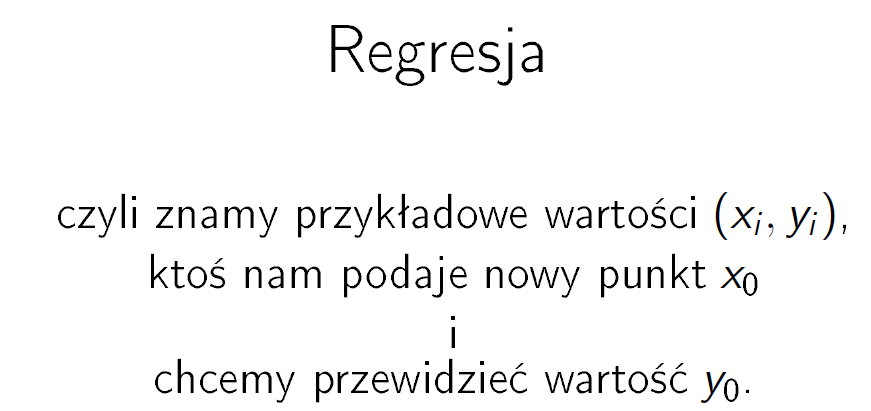 Regresja
czyli znamy przykładowe wartości (xᵢ, yᵢ),
ktoś nam podaje nowy punkt x₀
i
chcemy przewidzieć wartość y₀.